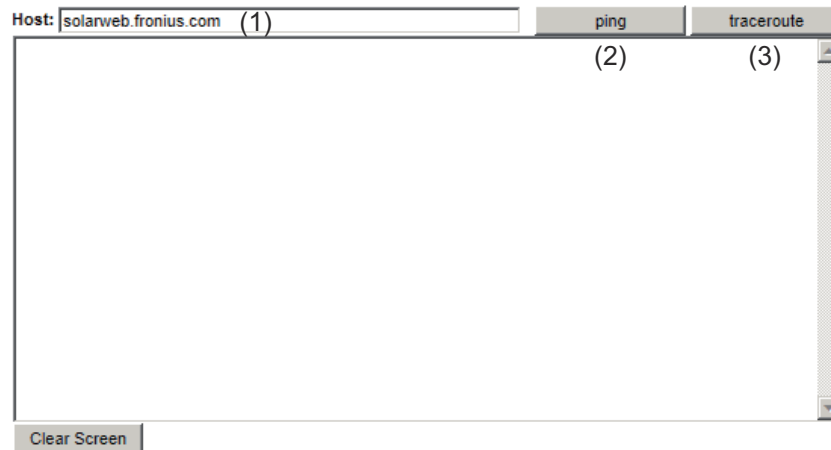 Host: solarweb.fronius.com (1) ping traceroute
(2) (3)
Clear Screen